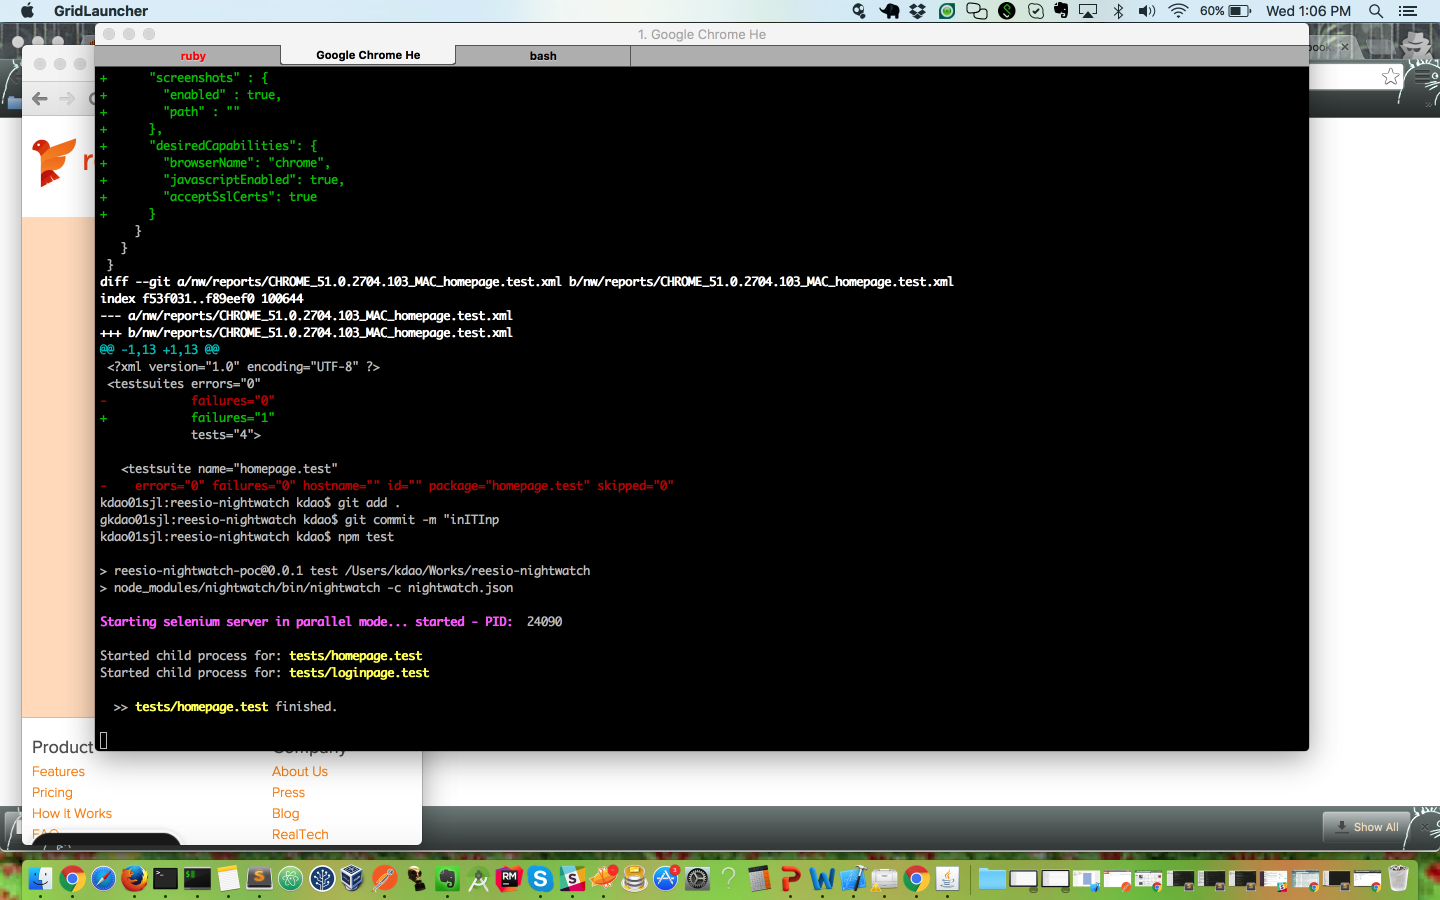 GridLauncher
60%
Wed 1:06 PM
1. Google Chrome He
ruby
Google Chrome He
bash
book
+      "screenshots" : {
+        "enabled" : true,
+        "path" : ""
+      },
+      "desiredCapabilities": {
+        "browserName": "chrome",
+        "javascriptEnabled": true,
+        "acceptSslCerts": true
+      }
     }
   }
 }
diff --git a/nw/reports/CHROME_51.0.2704.103_MAC_homepage.test.xml b/nw/reports/CHROME_51.0.2704.103_MAC_homepage.test.xml
index f53f031..f89eef0 100644
--- a/nw/reports/CHROME_51.0.2704.103_MAC_homepage.test.xml
+++ b/nw/reports/CHROME_51.0.2704.103_MAC_homepage.test.xml
@@ -1,13 +1,13 @@
 <?xml version="1.0" encoding="UTF-8" ?>
 <testsuites errors="0"
-            failures="0"
+            failures="1"
             tests="4">
   <testsuite name="homepage.test"
-    errors="0" failures="0" hostname="" id="" package="homepage.test" skipped="0"
kdao01sjl:reesio-nightwatch kdao$ git add .
gkdao01sjl:reesio-nightwatch kdao$ git commit -m "inITInp
kdao01sjl:reesio-nightwatch kdao$ npm test
> reesio-nightwatch-poc@0.0.1 test /Users/kdao/Works/reesio-nightwatch
> node_modules/nightwatch/bin/nightwatch -c nightwatch.json
Starting selenium server in parallel mode... started - PID:  24090
Started child process for: tests/homepage.test
Started child process for: tests/loginpage.test
  >> tests/homepage.test finished.
Product
Company
Features
About Us
Pricing
Press
How It Works
Blog
FAQ
RealTech
Show All